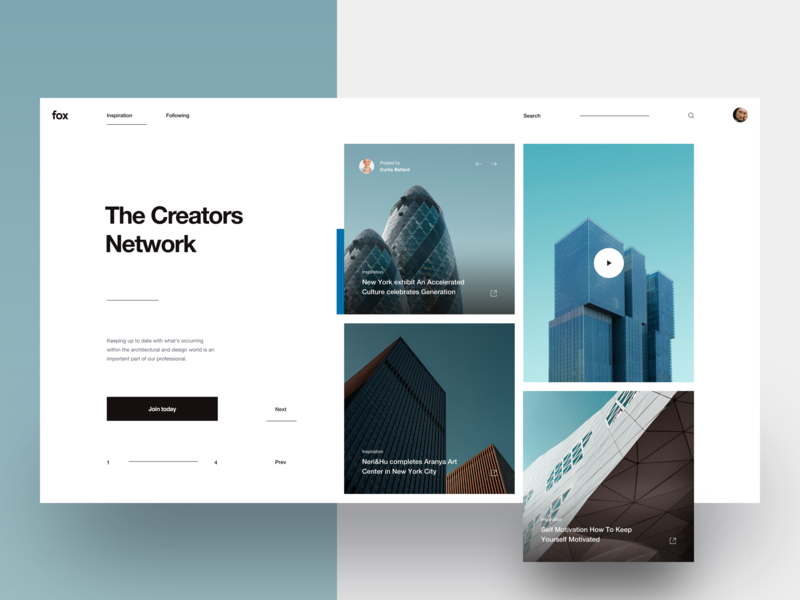 fox
Inspiration
Following
Search
The Creators
Network
Keeping up to date with what's occurring
within the architectural and design world is an
important part of our professional.
Join today
Next
1
4
Prev
Posted by
Curtis Ballard
Inspiration
New York exhibit An Accelerated
Culture celebrates Generation
Inspiration
Neri&Hu completes Aranya Art
Center in New York City
Inspiration
Self Motivation How To Keep
Yourself Motivated